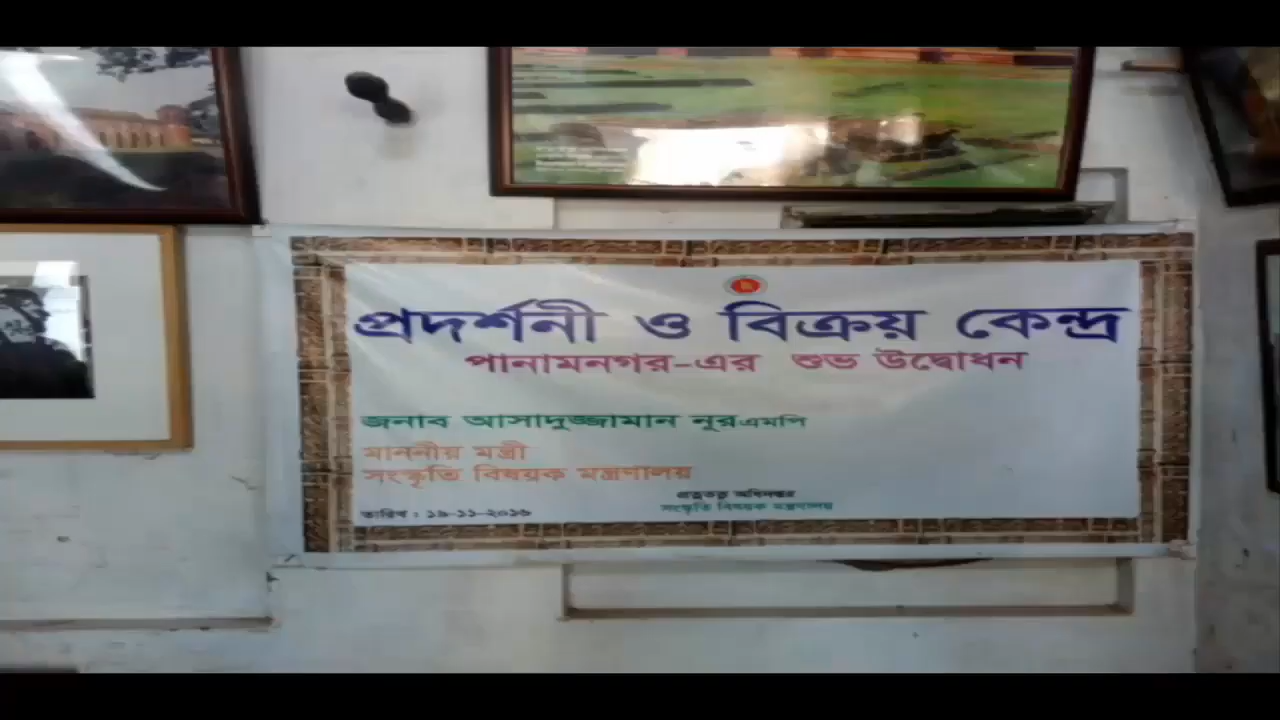 প্রদর্শনী ও বিক্রয় কেন্দ্র
পানামনগর-এর শুভ উদ্বোধন
জনাব আসাদুজ্জামান নূর এমপি
মাননীয় মন্ত্রী
সংস্কৃতি বিষয়ক মন্ত্রণালয়
প্রত্নতত্ত্ব অধিদপ্তর
সংস্কৃতি বিষয়ক মন্ত্রণালয়
তারিখ :